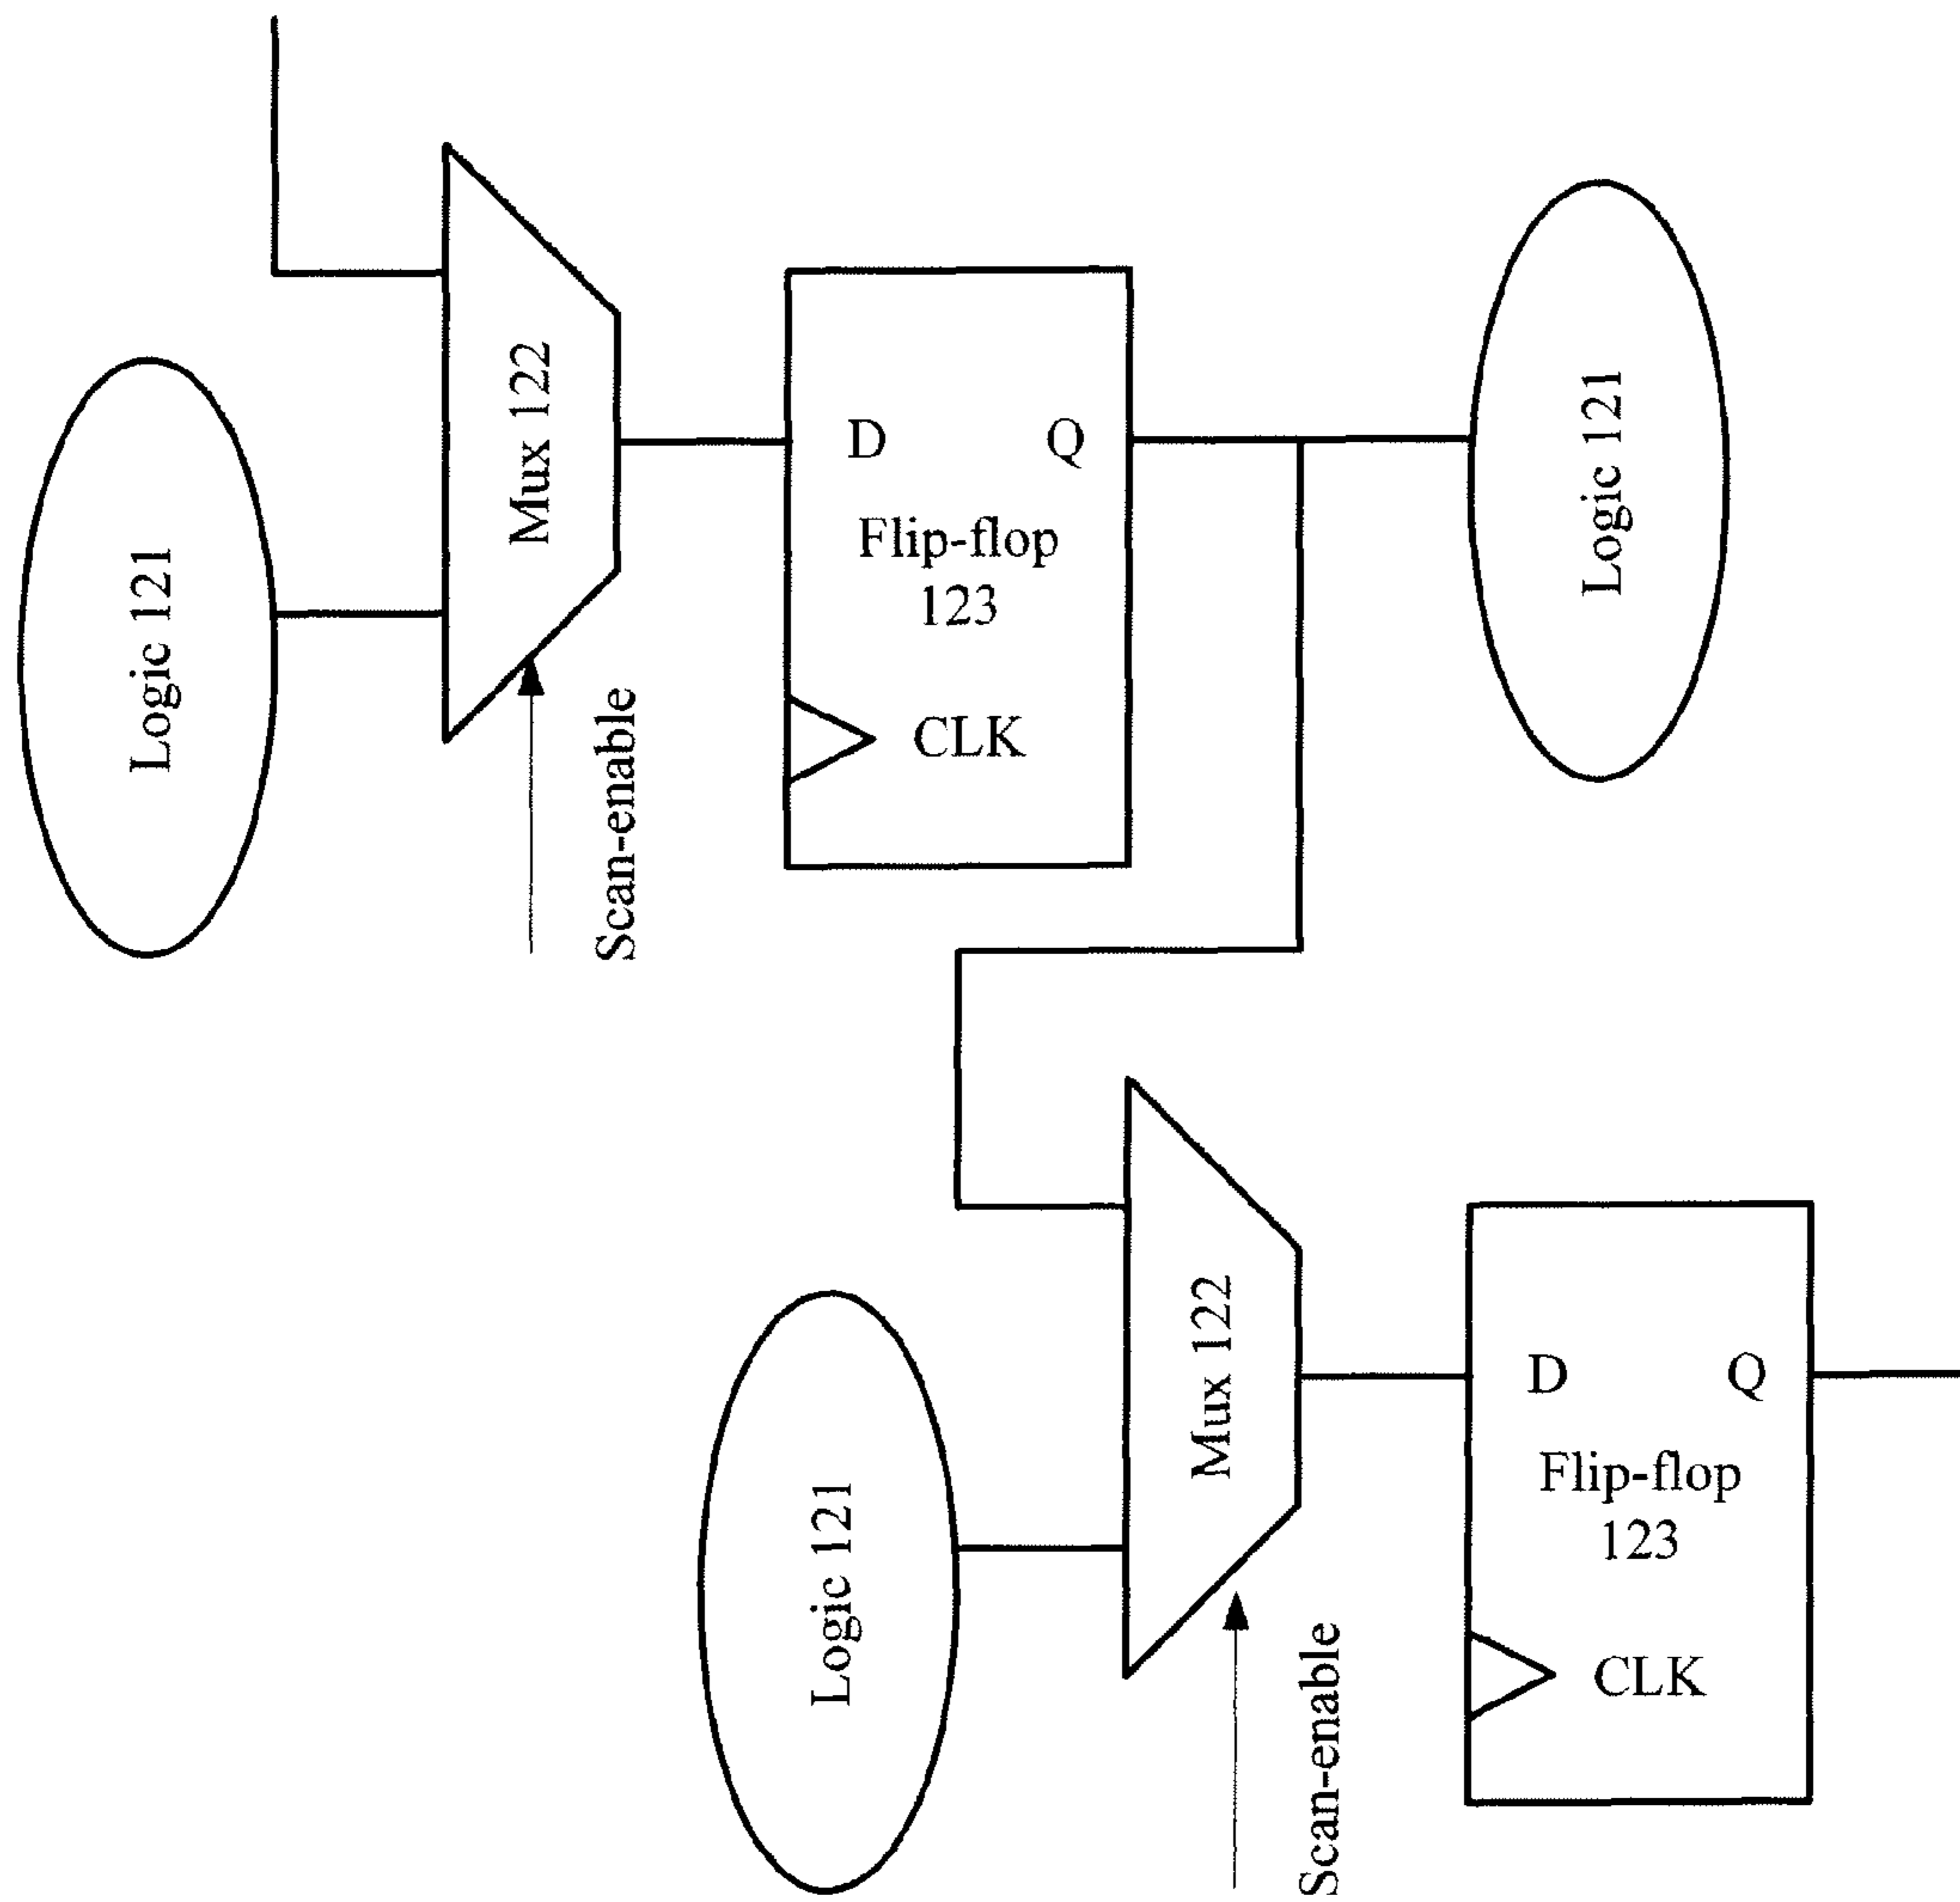 Logic 121
Mux 122
Scan-enable
D
Q
Flip-flop
123
CLK
Logic 121
Logic 121
Mux 122
Scan-enable
D
Q
Flip-flop
123
CLK